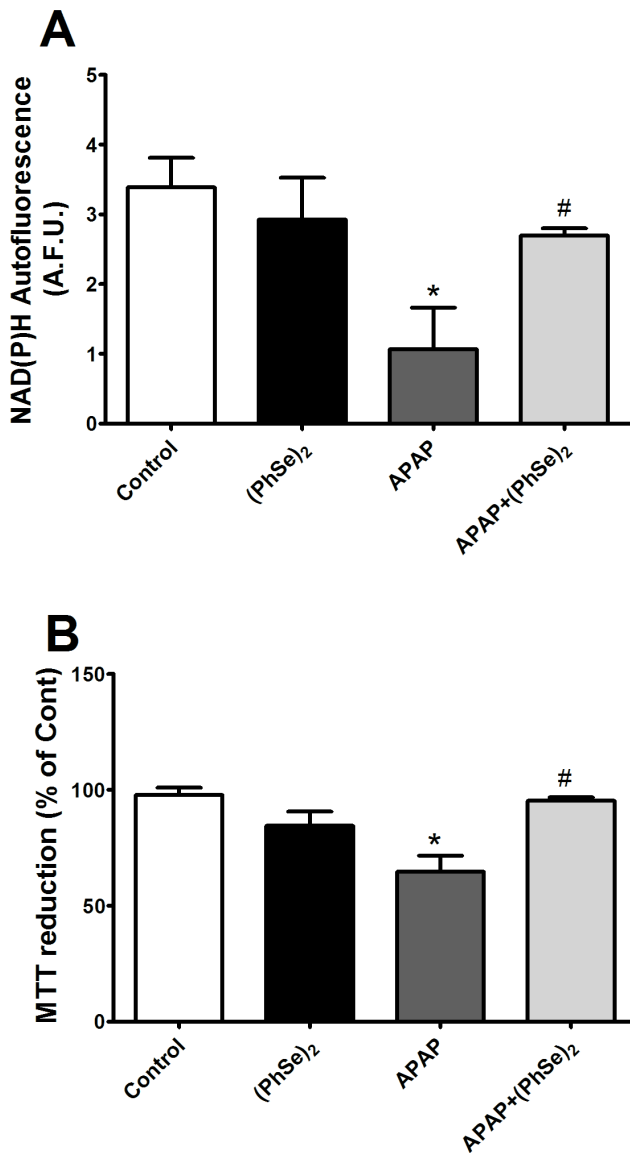 A
NAD(P)H Autofluorescence
(A.F.U.)
5
4
3
2
1
0
*
#
Control
(PhSe)₂
APAP
APAP+(PhSe)₂
B
MTT reduction (% of Cont)
150
100
50
0
*
#
Control
(PhSe)₂
APAP
APAP+(PhSe)₂